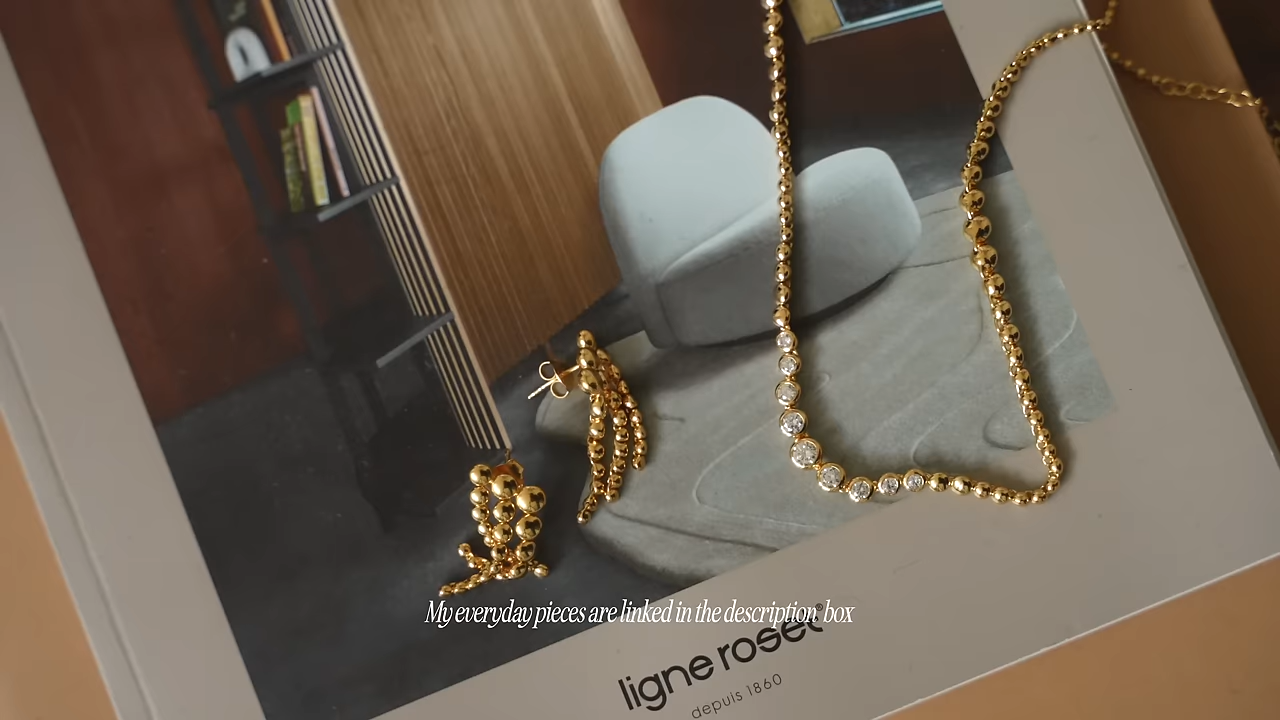 My everyday pieces are linked in the description box
ligne roset®
depuis 1860